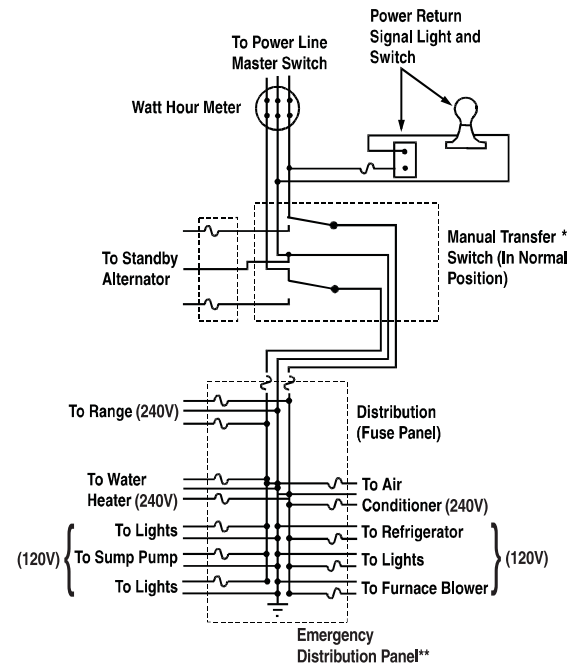 Power Return
Signal Light and
Switch
To Power Line
Master Switch
Watt Hour Meter
Manual Transfer *
Switch (In Normal
Position)
To Standby
Alternator
Distribution
(Fuse Panel)
To Range (240V)
To Water
Heater (240V)
To Air
Conditioner (240V)
To Lights
To Refrigerator
(120V)
To Sump Pump
To Lights
(120V)
To Lights
To Furnace Blower
Emergency
Distribution Panel**